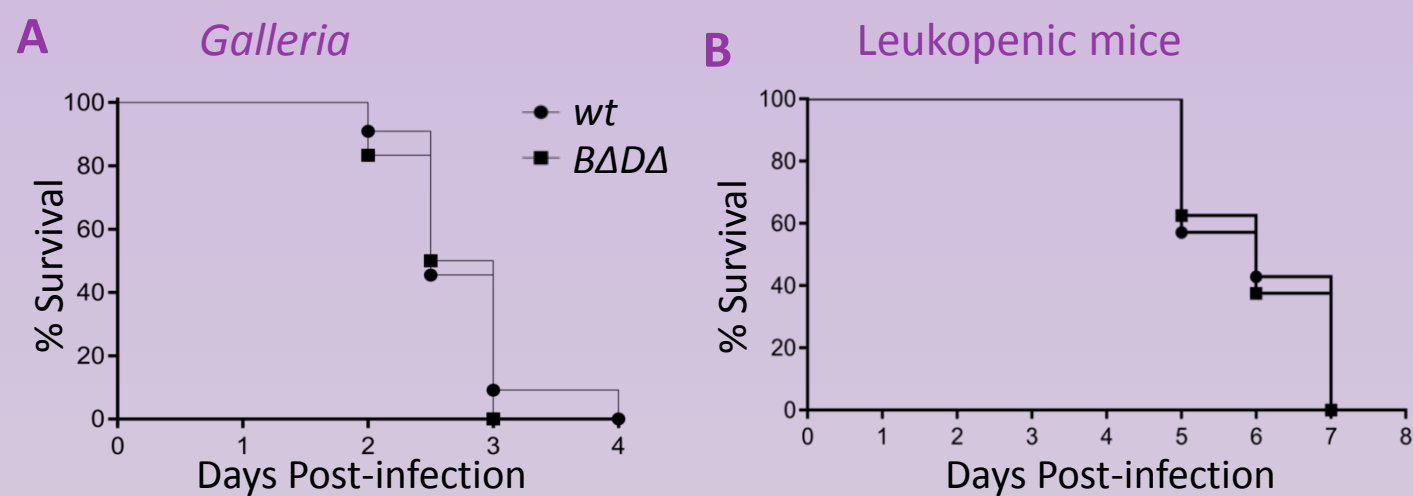 A
Galleria
B
Leukopenic mice
wt
BΔDΔ
% Survival
100
80
60
40
20
0
0 1 2 3 4
Days Post-infection
% Survival
100
80
60
40
20
0
0 1 2 3 4 5 6 7 8
Days Post-infection